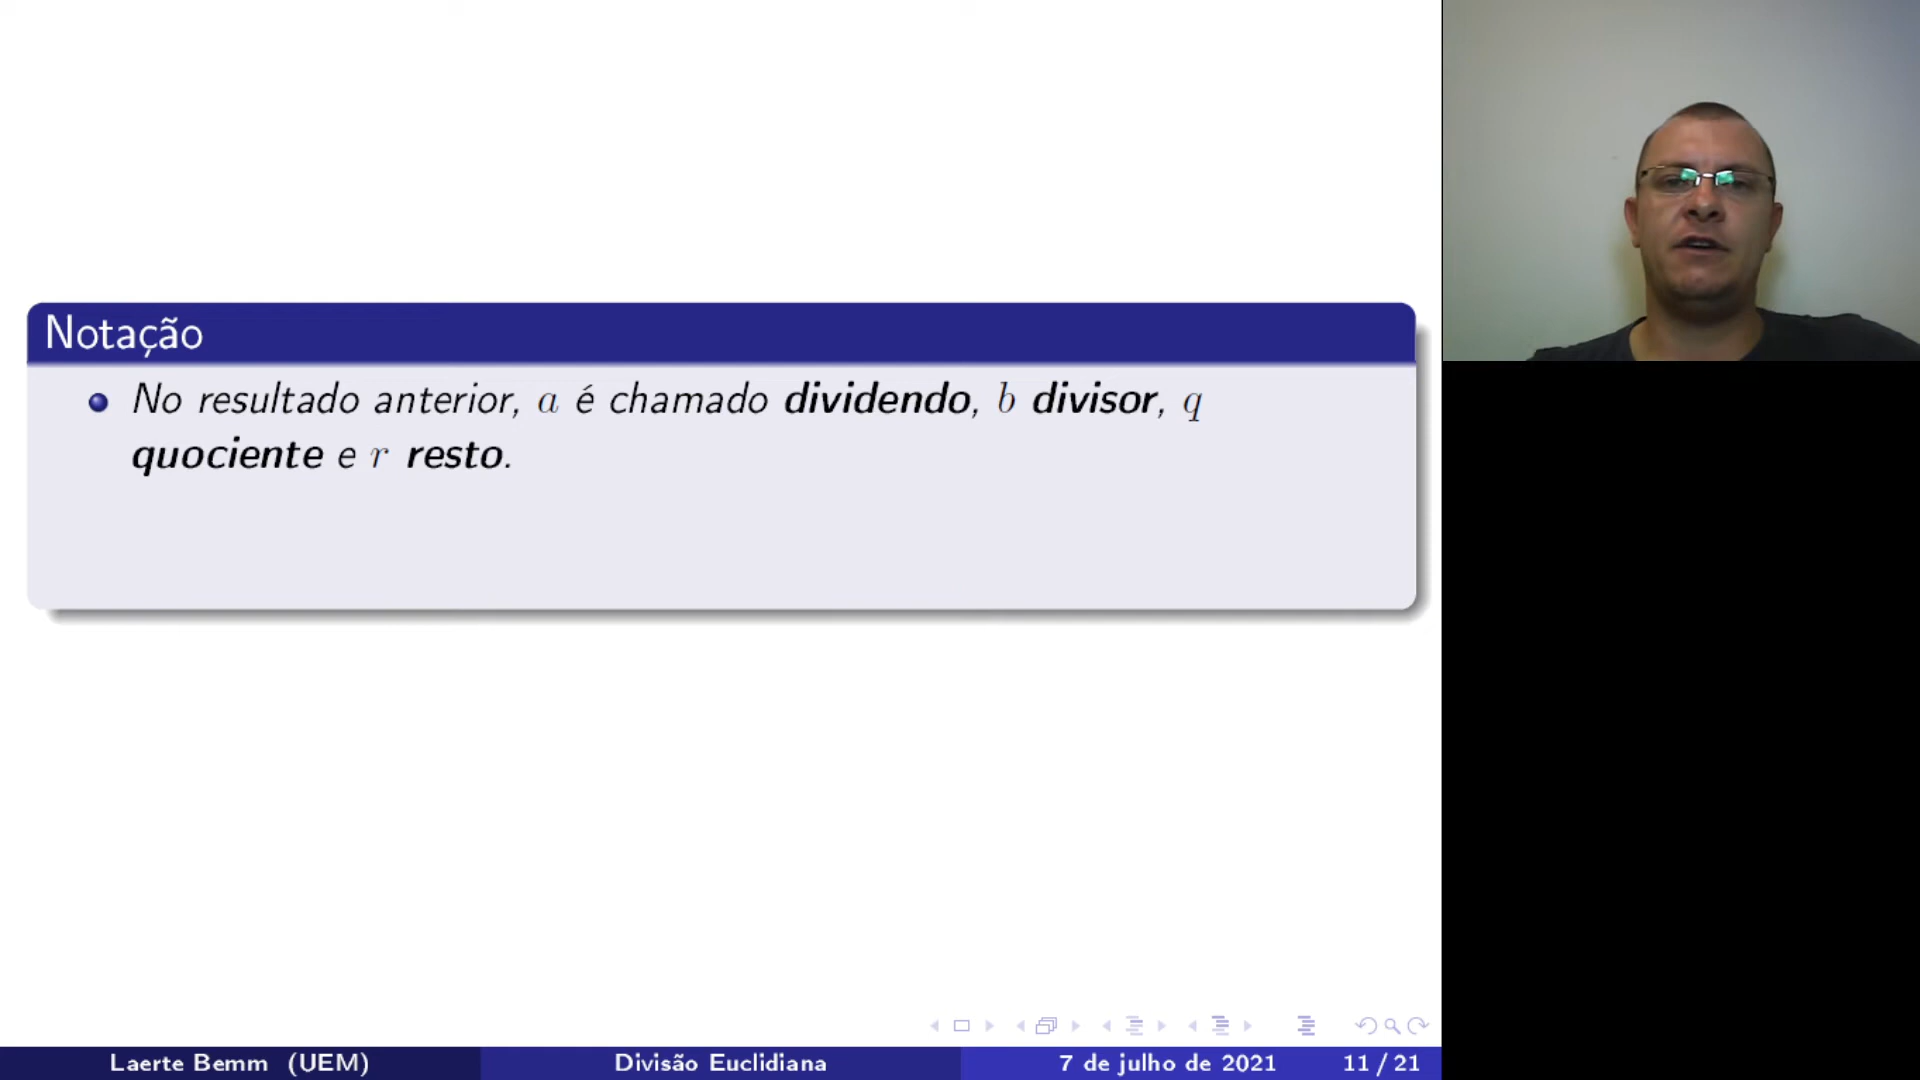 Notação
No resultado anterior, a é chamado dividendo, b divisor, q
quociente e r resto.
Laerte Bemm (UEM)
Divisão Euclidiana
7 de julho de 2021
11 / 21